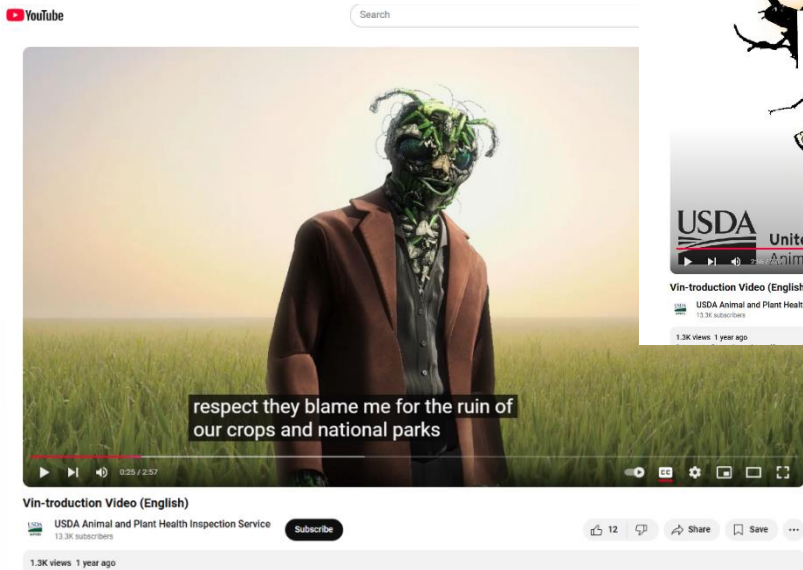 YouTube
Search
respect they blame me for the ruin of
our crops and national parks
0:25 / 2:57
CC
Vin-troduction Video (English)
USDA Animal and Plant Health Inspection Service
13.3K subscribers
Subscribe
12
Share
Save
1.3K views 1 year ago
USDA
Unite
Anim
Vin-troduction Video (English
USDA Animal and Plant Healt
13.3K subscribers
1.3K views 1 year ago